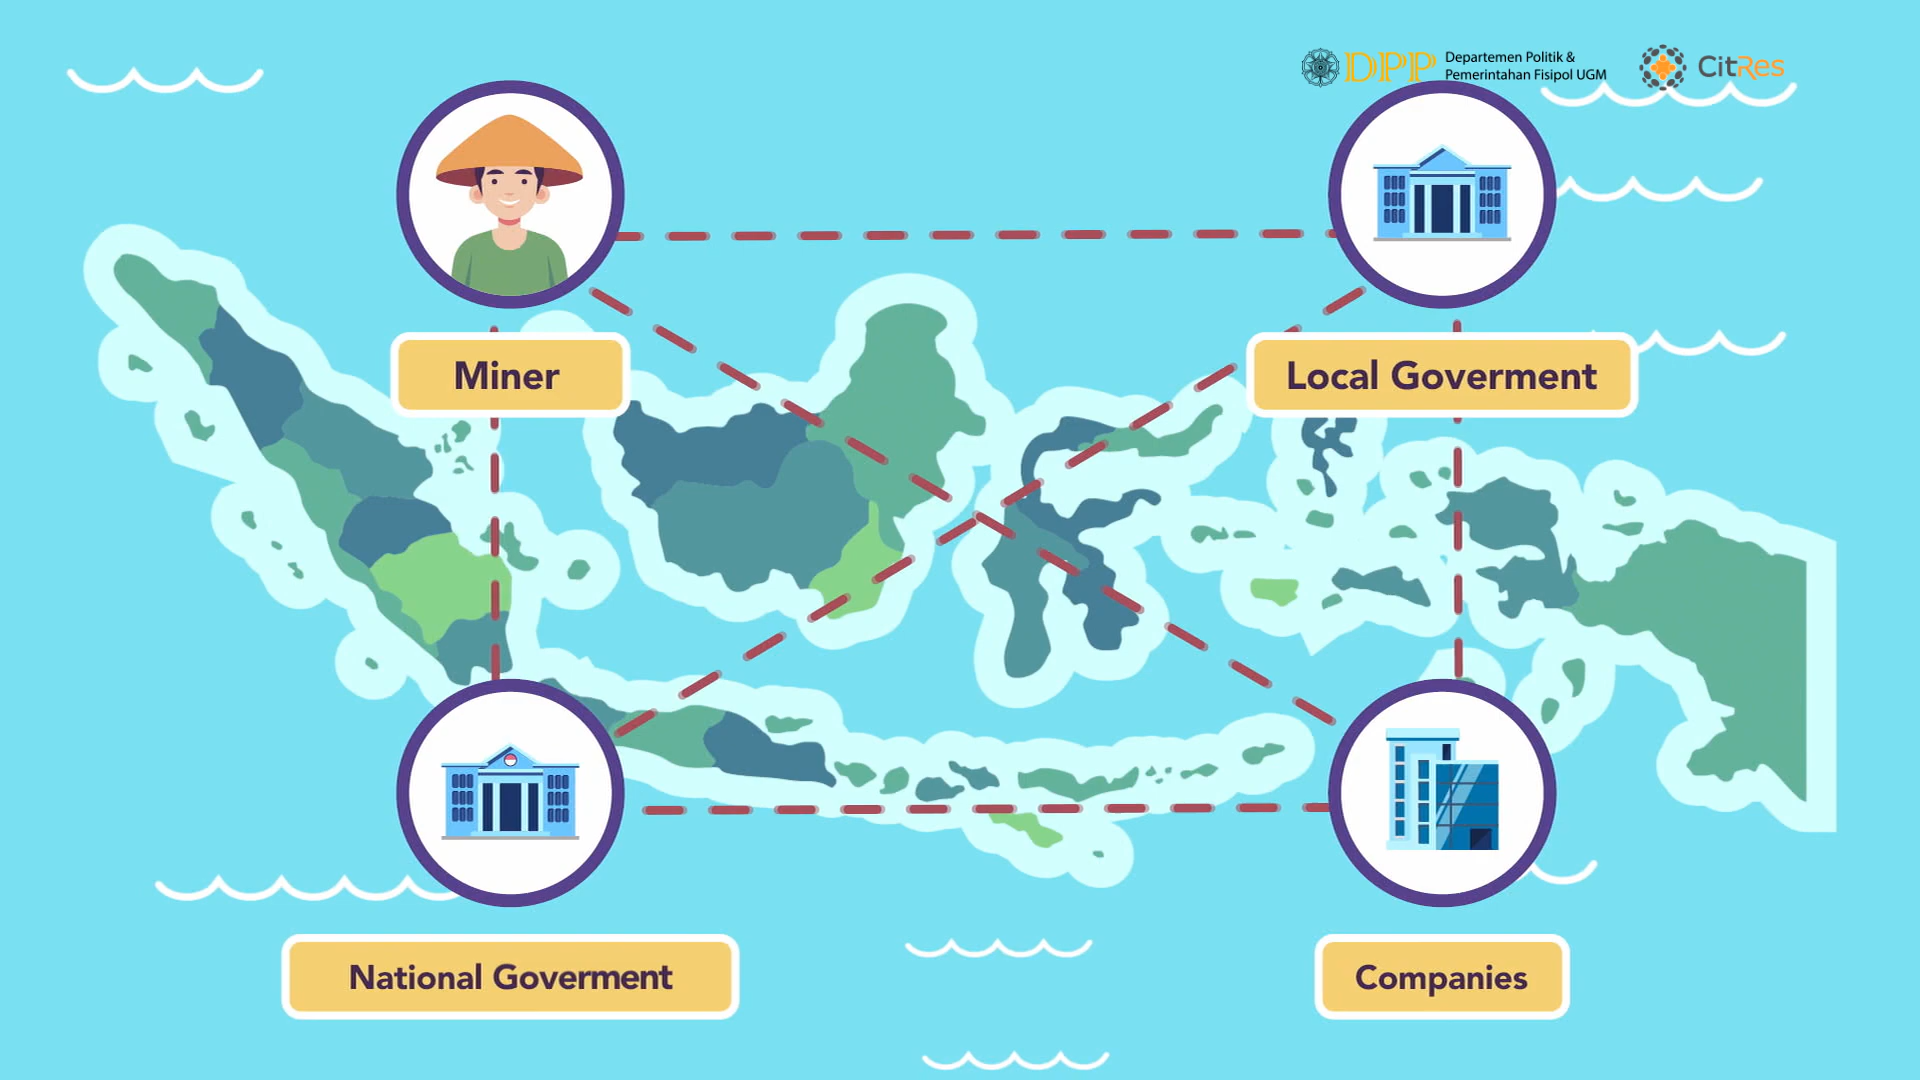 DPP
Departemen Politik &
Pemerintahan Fisipol UGM
CitRes
Miner
Local Goverment
National Goverment
Companies